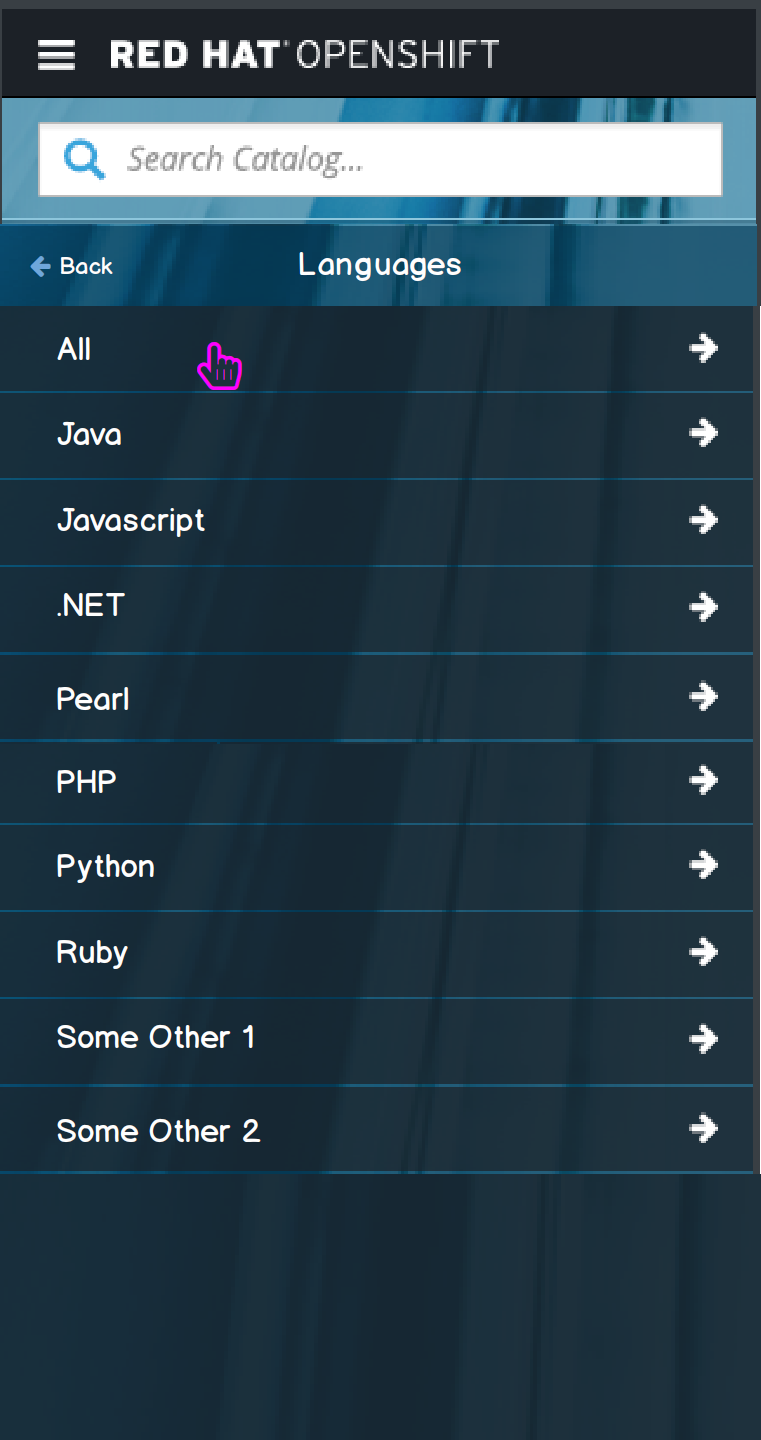 RED HAT OPENSHIFT
Search Catalog...
Back
Languages
All
Java
Javascript
.NET
Pearl
PHP
Python
Ruby
Some Other 1
Some Other 2